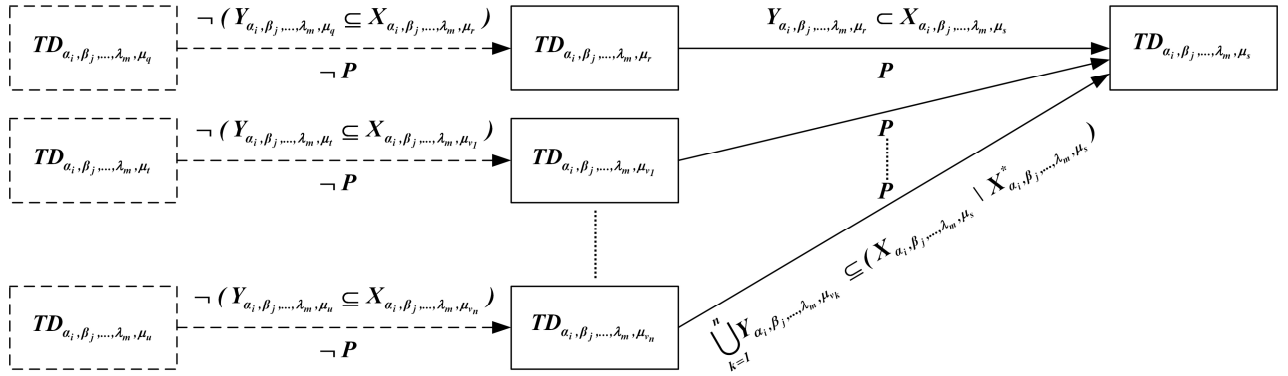 ¬ ( Y_{α_i,β_j,...,λ_m,μ_q} ⊆ X_{α_i,β_j,...,λ_m,μ_r} )
Y_{α_i,β_j,...,λ_m,μ_r} ⊂ X_{α_i,β_j,...,λ_m,μ_s}
TD_{α_i,β_j,...,λ_m,μ_q}
TD_{α_i,β_j,...,λ_m,μ_r}
TD_{α_i,β_j,...,λ_m,μ_s}
¬ P
P
¬ ( Y_{α_i,β_j,...,λ_m,μ_t} ⊆ X_{α_i,β_j,...,λ_m,μ_{v_1}} )
P
TD_{α_i,β_j,...,λ_m,μ_t}
TD_{α_i,β_j,...,λ_m,μ_{v_1}}
¬ P
P
⋃_{k=1}^{n} Y_{α_i,β_j,...,λ_m,μ_{v_k}} ⊆ ( X_{α_i,β_j,...,λ_m,μ_s} | X^*_{α_i,β_j,...,λ_m,μ_s} )
¬ ( Y_{α_i,β_j,...,λ_m,μ_u} ⊆ X_{α_i,β_j,...,λ_m,μ_{v_n}} )
TD_{α_i,β_j,...,λ_m,μ_u}
TD_{α_i,β_j,...,λ_m,μ_{v_n}}
¬ P